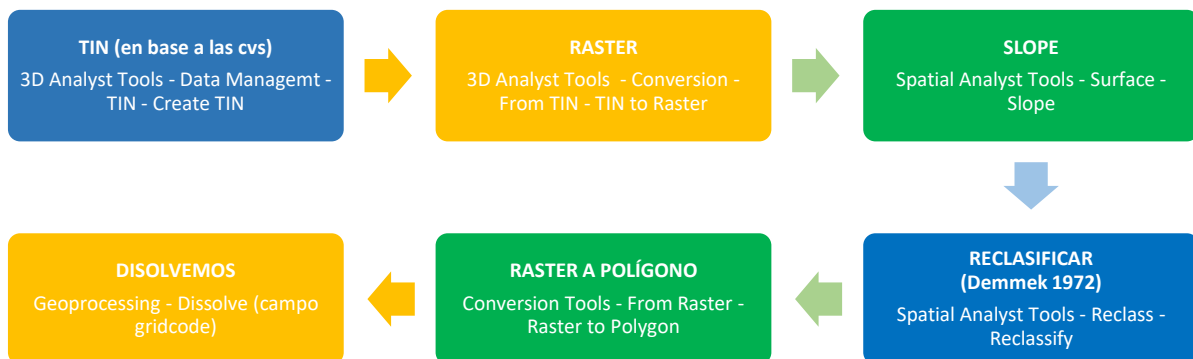 TIN (en base a las cvs)
3D Analyst Tools - Data Managemt -
TIN - Create TIN
RASTER
3D Analyst Tools  - Conversion -
From TIN - TIN to Raster
SLOPE
Spatial Analyst Tools - Surface -
Slope
RECLASIFICAR
(Demmek 1972)
Spatial Analyst Tools - Reclass -
Reclassify
RASTER A POLÍGONO
Conversion Tools - From Raster -
Raster to Polygon
DISOLVEMOS
Geoprocessing - Dissolve (campo
gridcode)